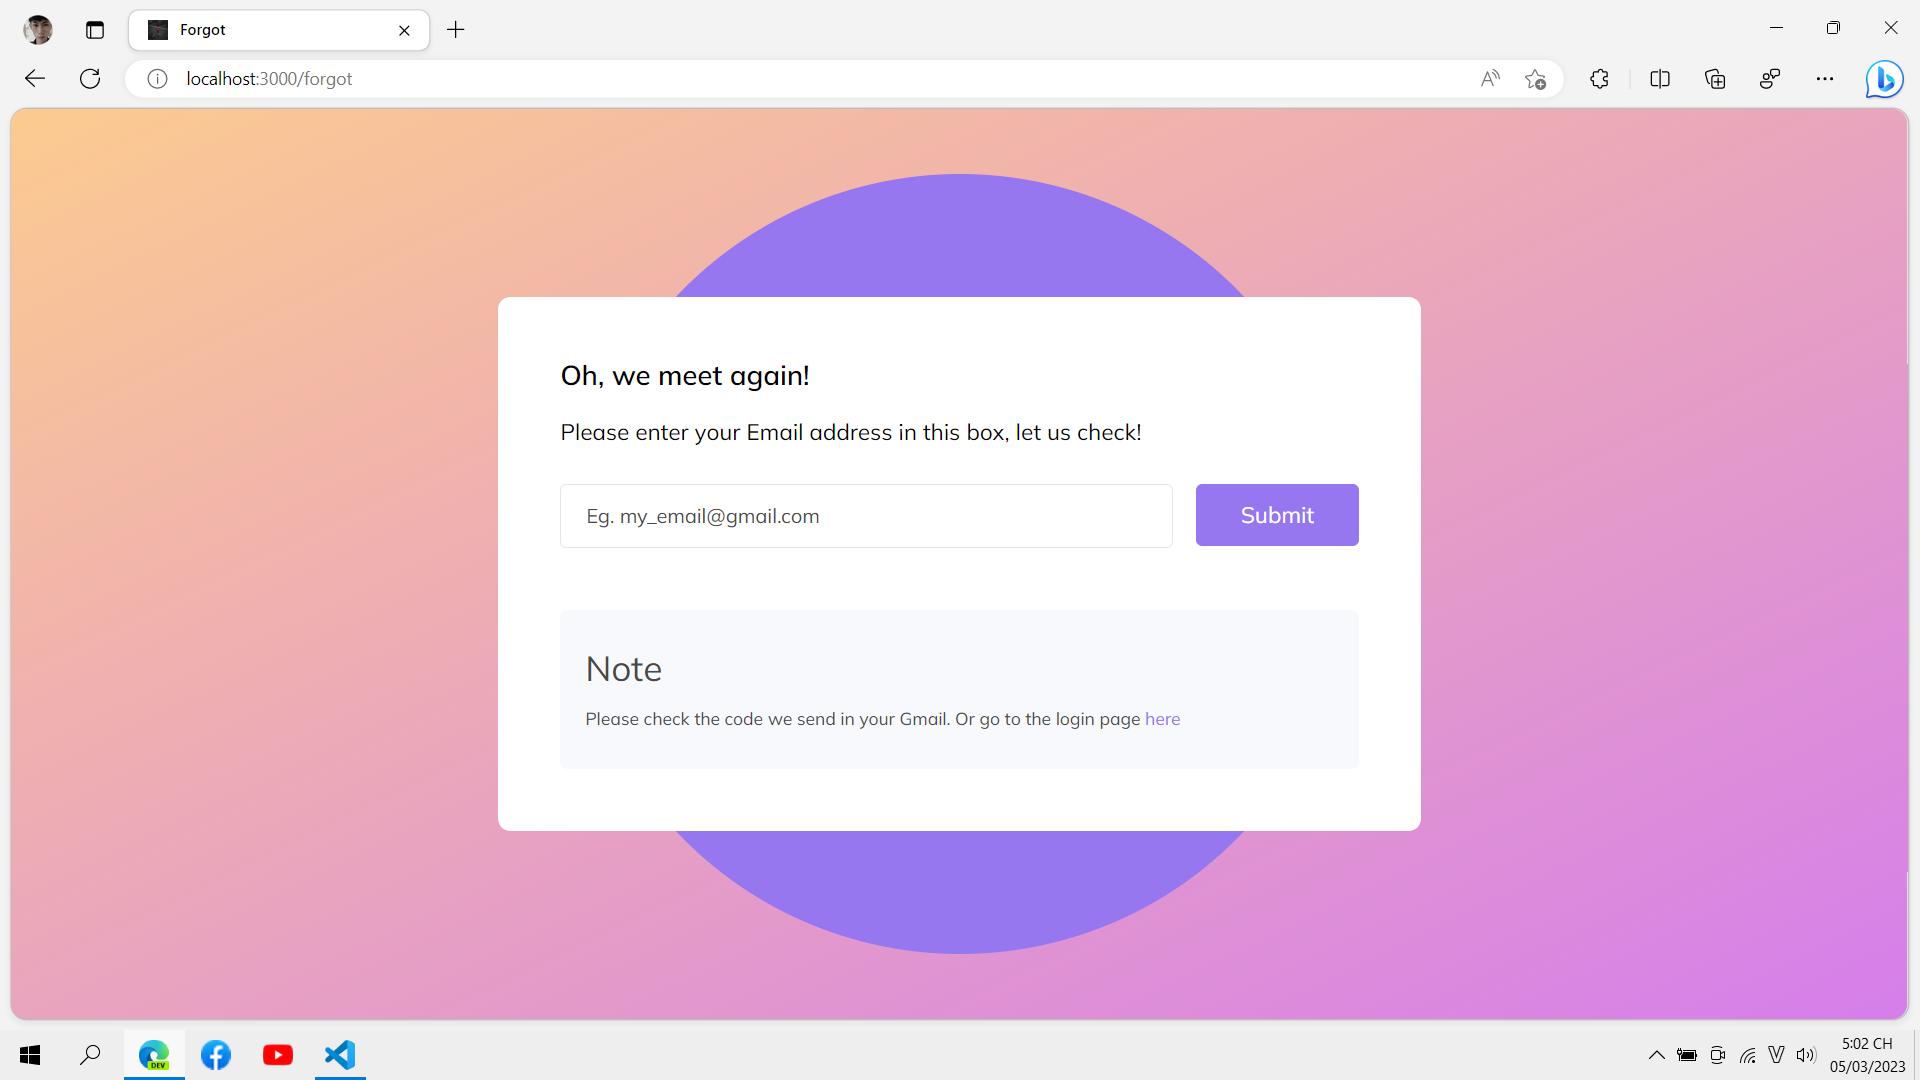 Forgot
localhost:3000/forgot
Oh, we meet again!
Please enter your Email address in this box, let us check!
Eg. my_email@gmail.com
Submit
Note
Please check the code we send in your Gmail. Or go to the login page here
DEV
V
5:02 CH
05/03/2023